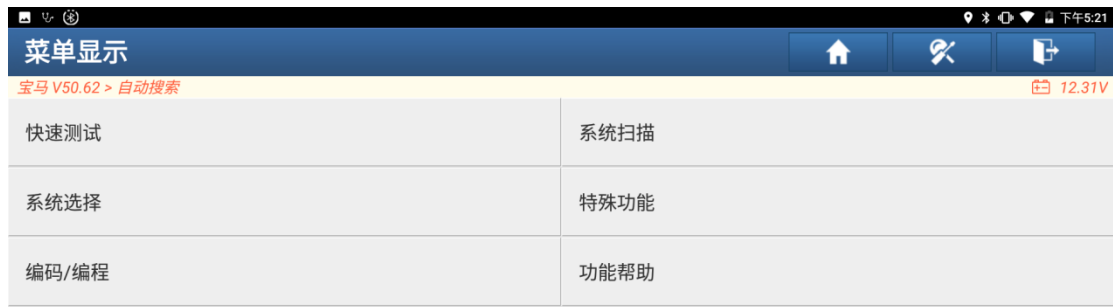 下午5:21
菜单显示
宝马 V50.62 > 自动搜索 12.31V
快速测试 系统扫描
系统选择 特殊功能
编码/编程 功能帮助